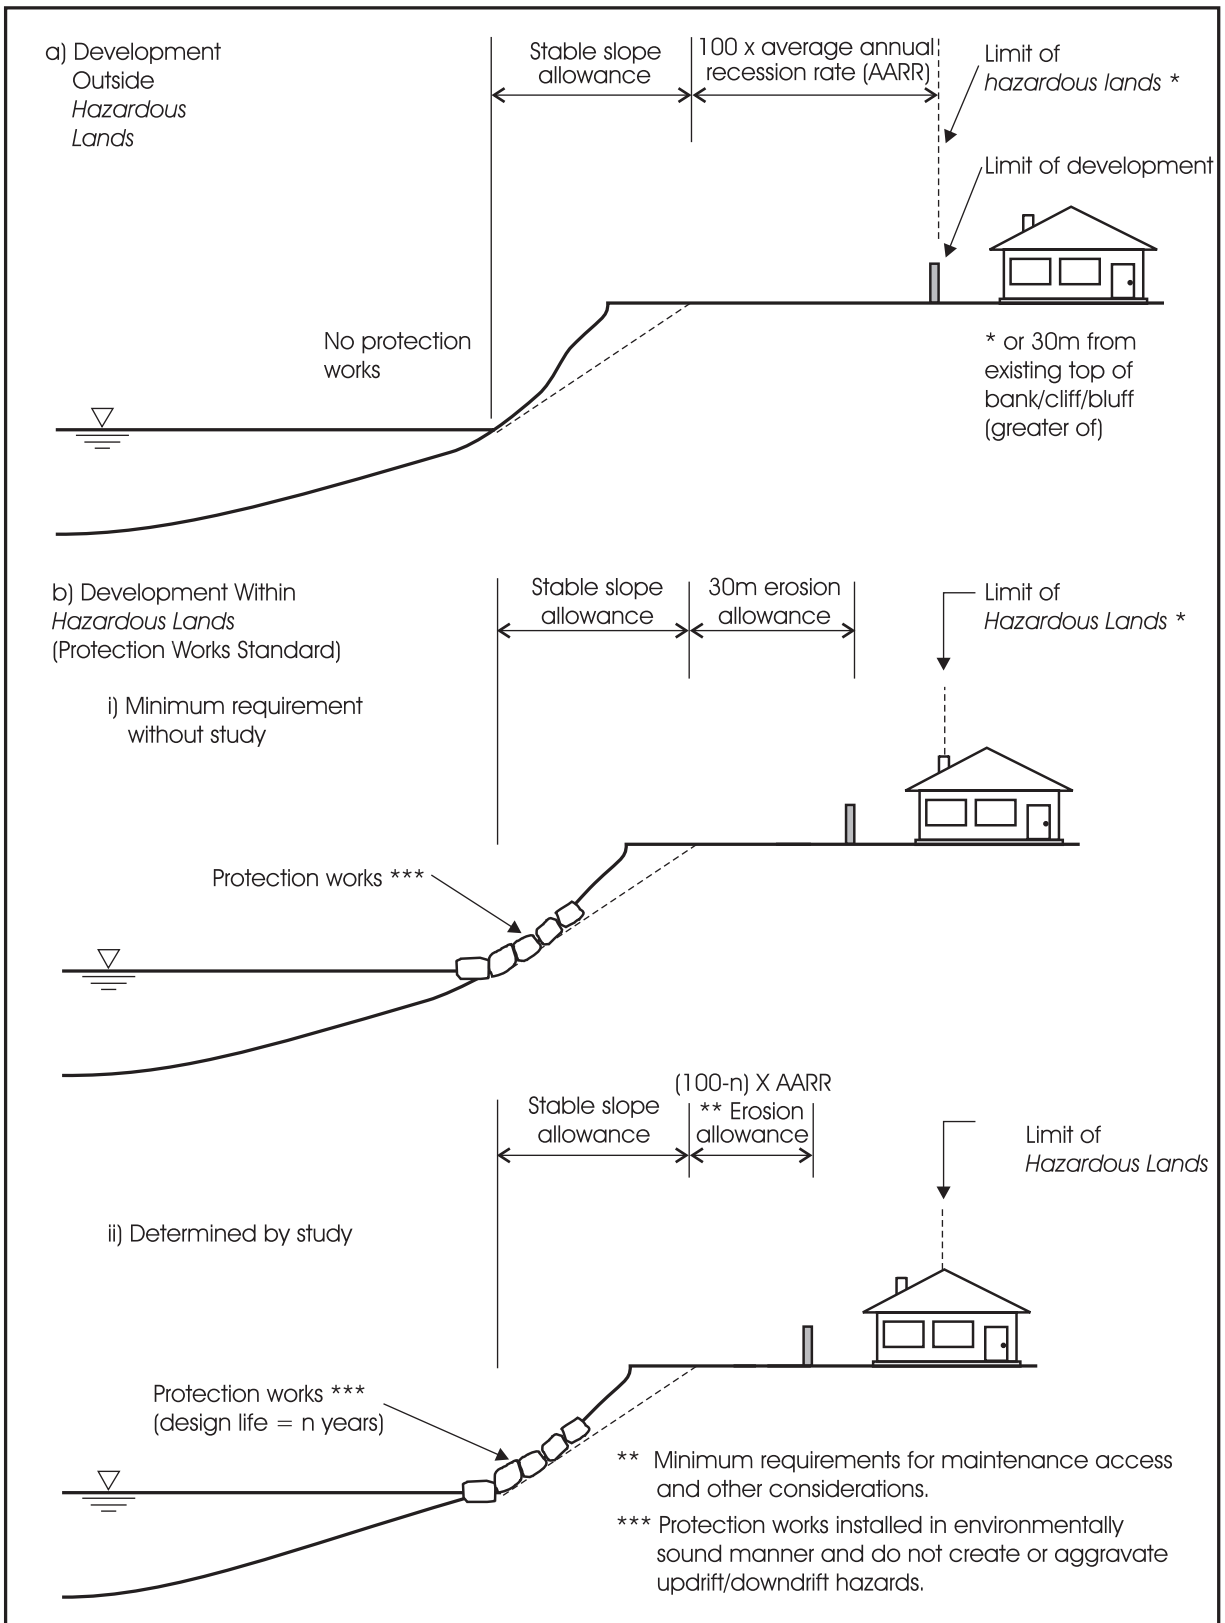 a) Development
Outside
Hazardous
Lands
Stable slope
allowance
100 x average annual
recession rate (AARR)
Limit of
hazardous lands *
Limit of development
No protection
works
* or 30m from
existing top of
bank/cliff/bluff
(greater of)
b) Development Within
Hazardous Lands
(Protection Works Standard)
i) Minimum requirement
without study
Stable slope
allowance
30m erosion
allowance
Limit of
Hazardous Lands *
Protection works ***
(100-n) X AARR
** Erosion
allowance
Stable slope
allowance
Limit of
Hazardous Lands
ii) Determined by study
Protection works ***
(design life = n years)
** Minimum requirements for maintenance access
and other considerations.
*** Protection works installed in environmentally
sound manner and do not create or aggravate
updrift/downdrift hazards.